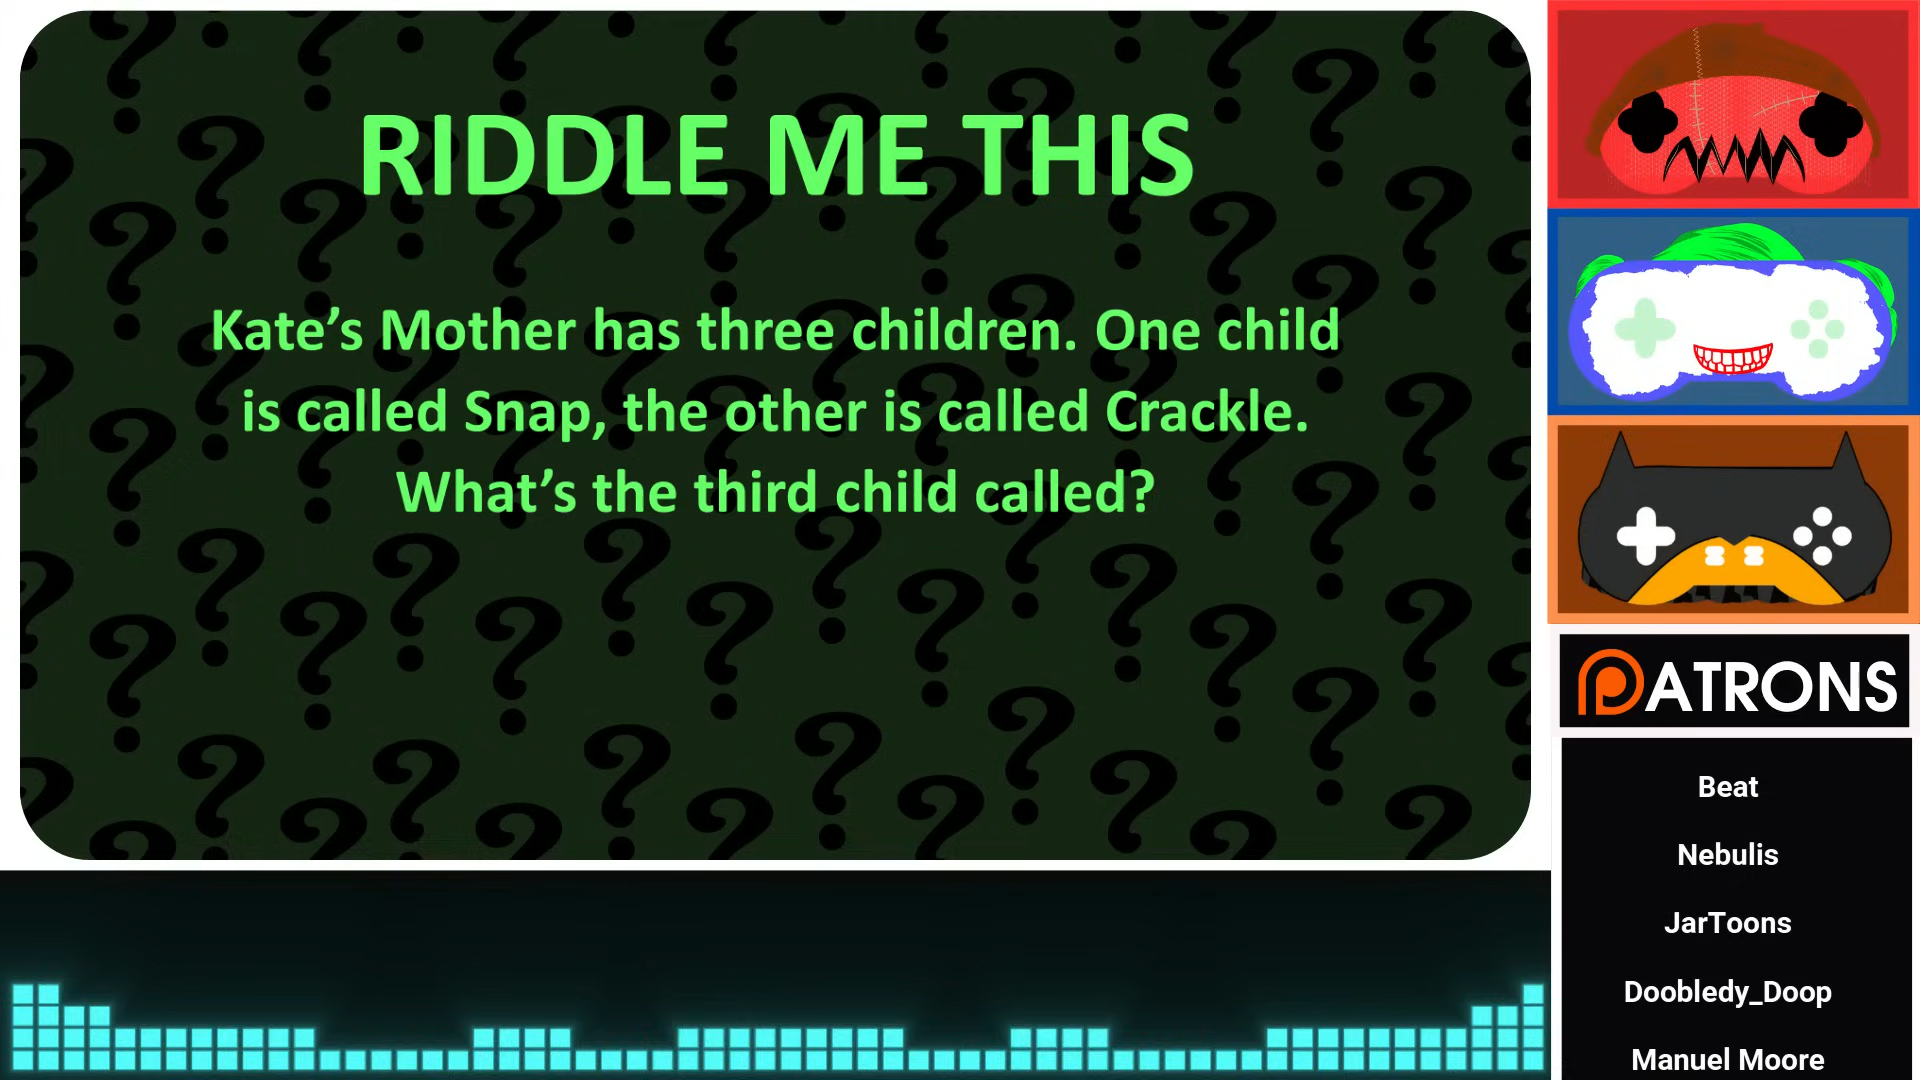 RIDDLE ME THIS
Kate’s Mother has three children. One child
is called Snap, the other is called Crackle.
What’s the third child called?
PATRONS
Beat
Nebulis
JarToons
Doobledy_Doop
Manuel Moore